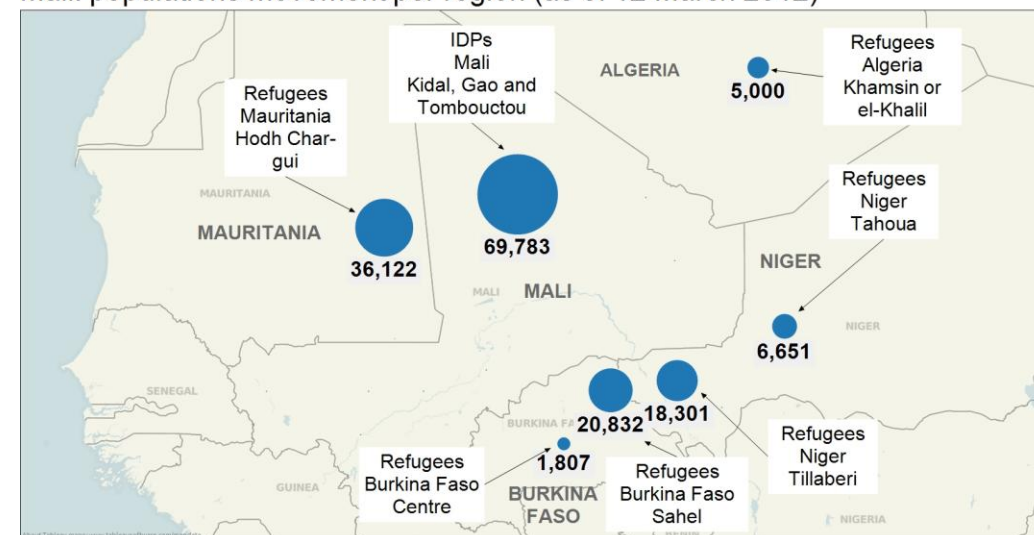 IDPs
Mali
Kidal, Gao and
Tombouctou
Refugees
Algeria
Khamsin or
el-Khalil
ALGERIA
5,000
Refugees
Mauritania
Hodh Char-
gui
Refugees
Niger
Tahoua
MAURITANIA
MAURITANIA
36,122
69,783
NIGER
MALI
MALI
6,651
NIGER
SENEGAL
BURKINA FA
20,832
18,301
1,807
Refugees
Burkina Faso
Centre
BURKINA
FASO
Refugees
Burkina Faso
Sahel
Refugees
Niger
Tillaberi
GUINEA
NIGERIA